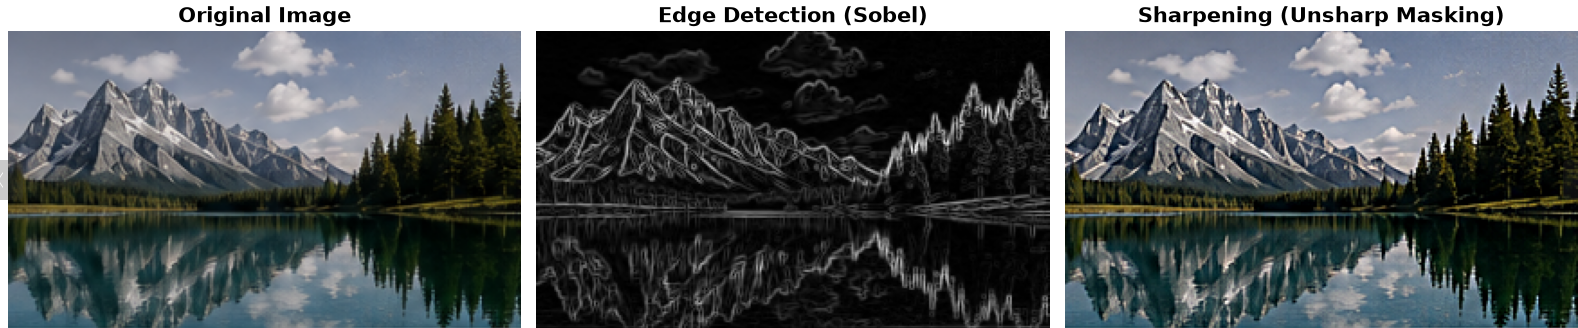 Original Image
Edge Detection (Sobel)
Sharpening (Unsharp Masking)